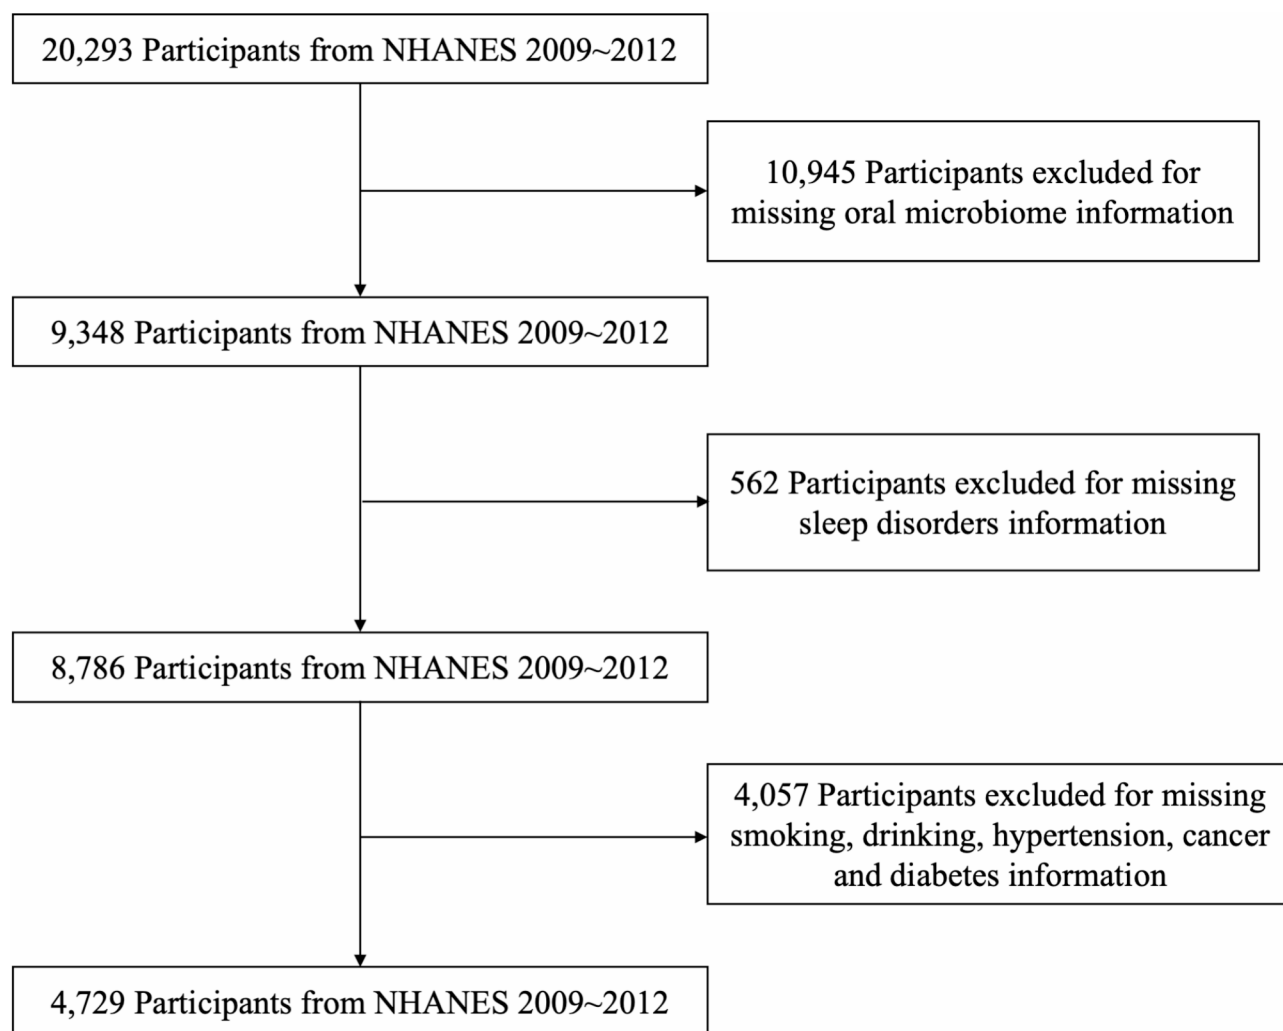 20,293 Participants from NHANES 2009~2012
10,945 Participants excluded for
missing oral microbiome information
9,348 Participants from NHANES 2009~2012
562 Participants excluded for missing
sleep disorders information
8,786 Participants from NHANES 2009~2012
4,057 Participants excluded for missing
smoking, drinking, hypertension, cancer
and diabetes information
4,729 Participants from NHANES 2009~2012